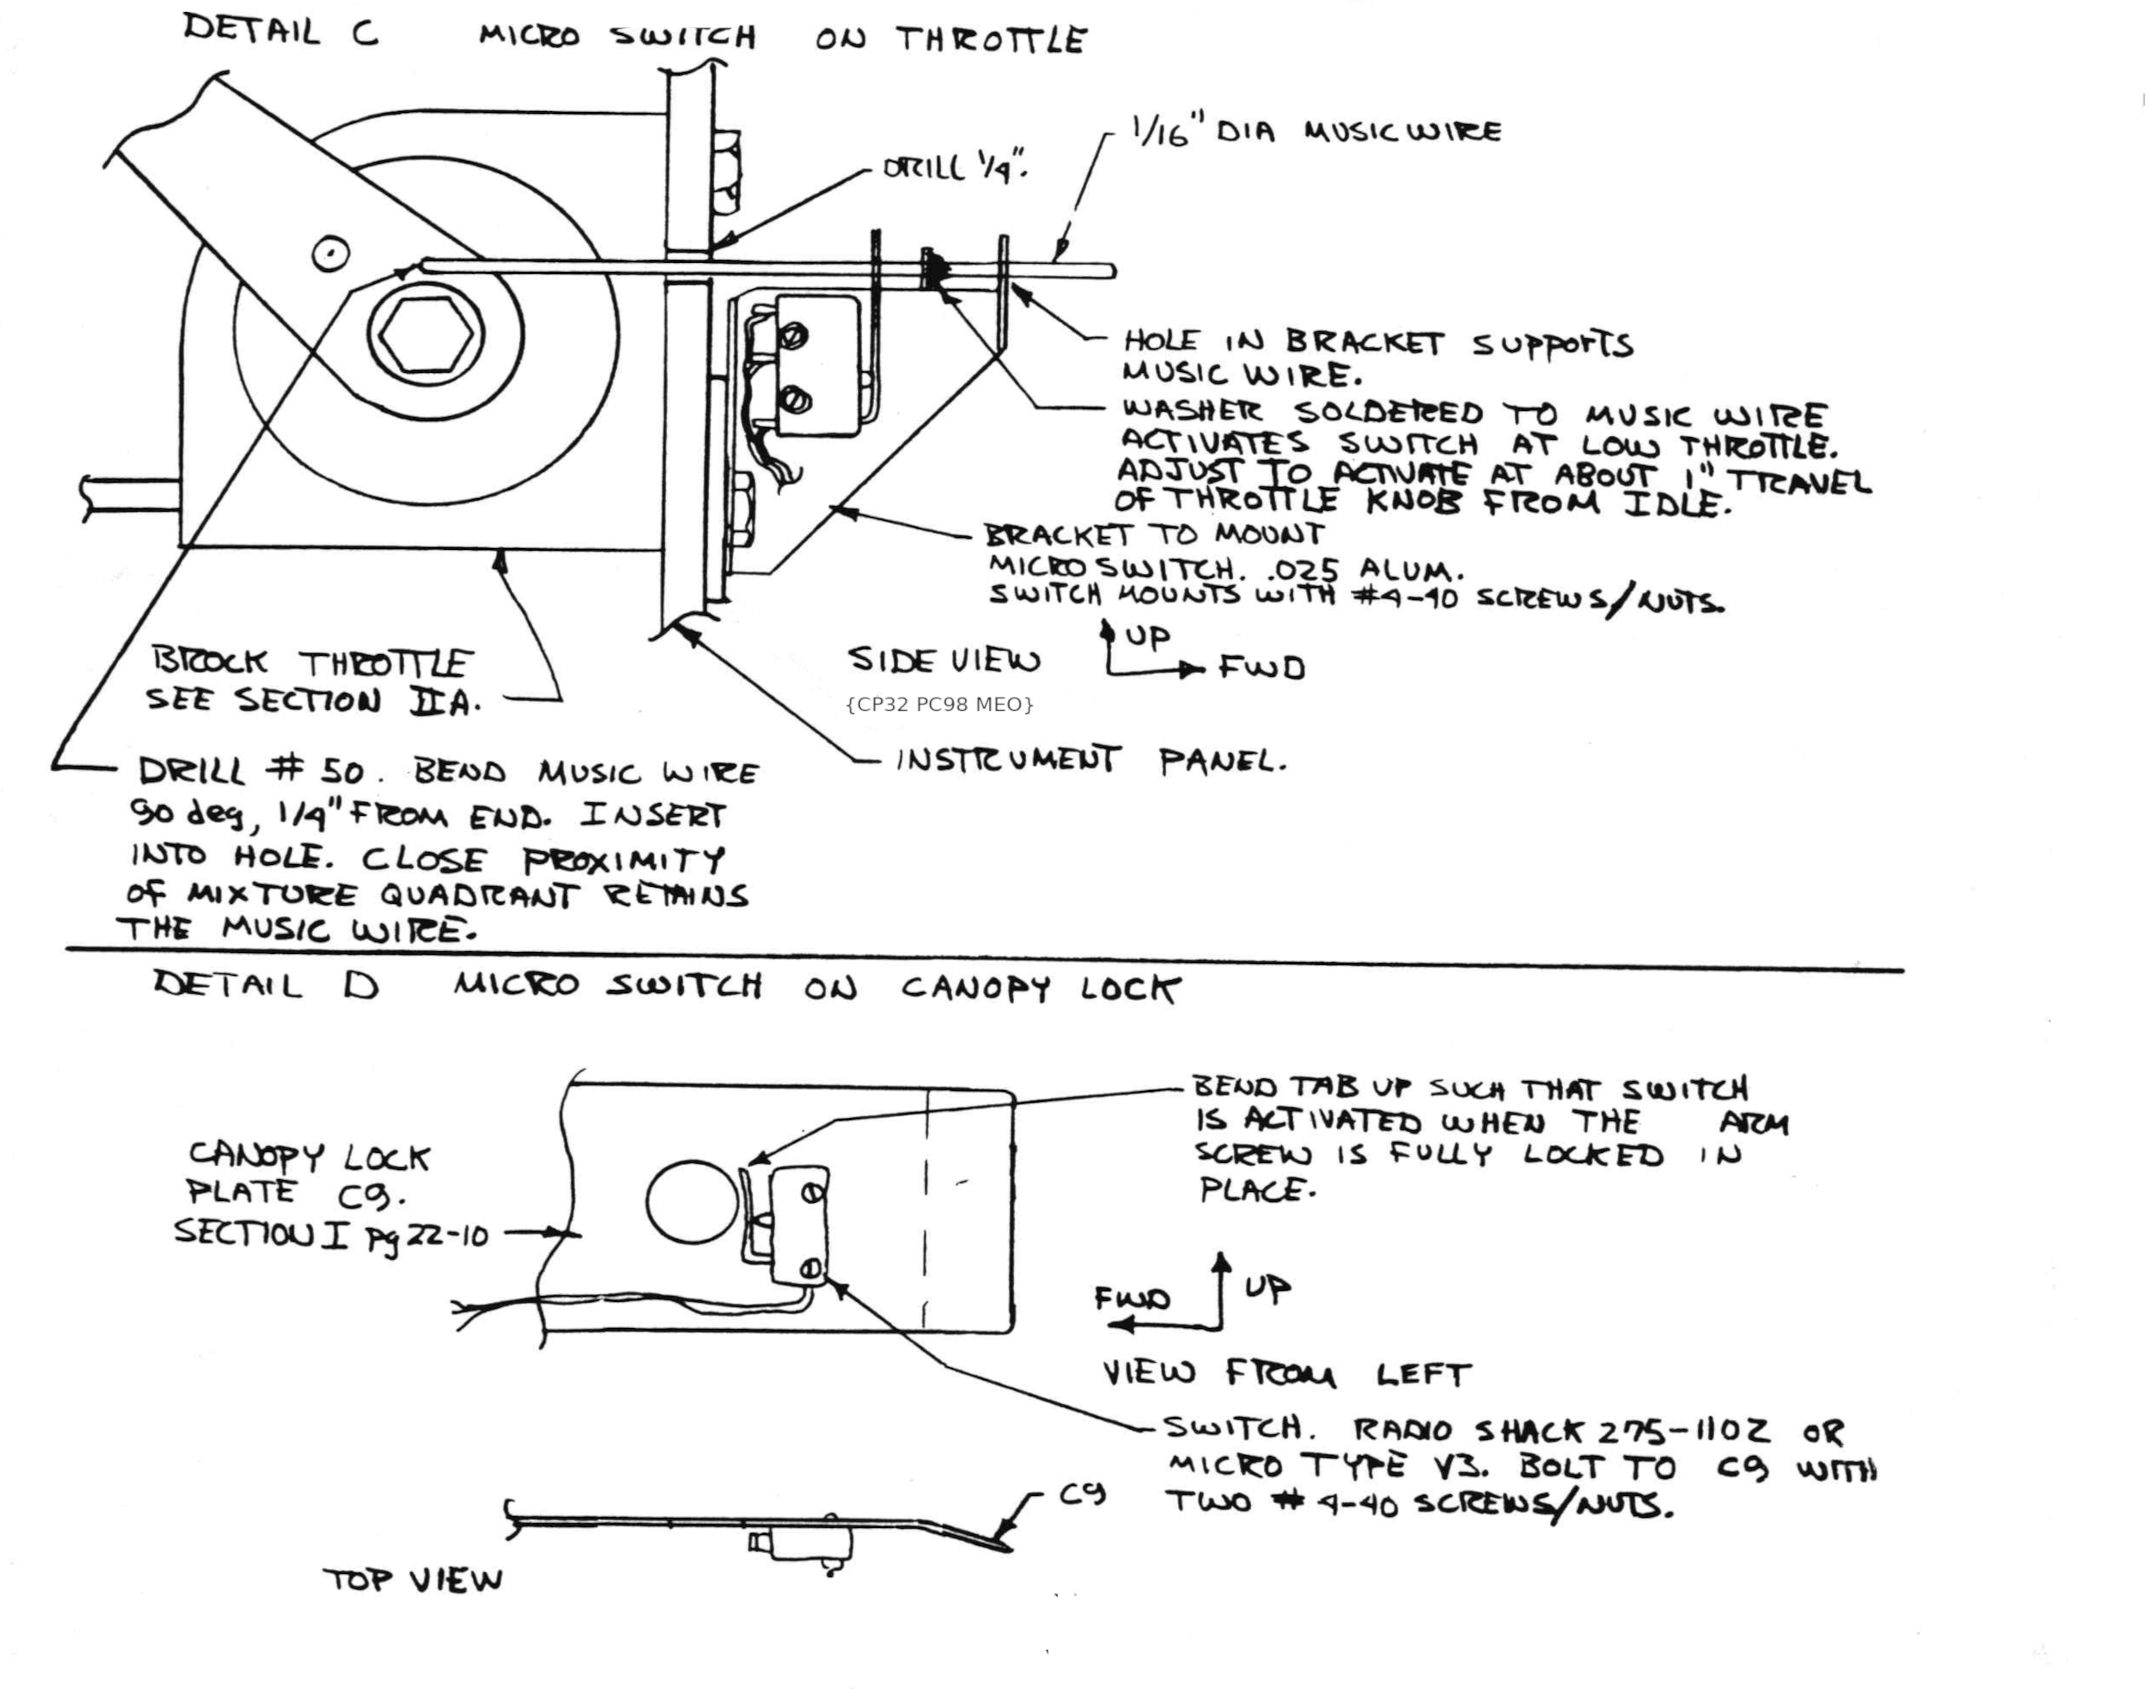 DETAIL C MICRO SWITCH ON THROTTLE
1/16" DIA MUSIC WIRE
DRILL 1/4".
HOLE IN BRACKET SUPPORTS
MUSIC WIRE.
WASHER SOLDERED TO MUSIC WIRE
ACTIVATES SWITCH AT LOW THROTTLE.
ADJUST TO ACTIVATE AT ABOUT 1" TRAVEL
OF THROTTLE KNOB FROM IDLE.
BRACKET TO MOUNT
MICRO SWITCH. .025 ALUM.
SWITCH MOUNTS WITH #4-40 SCREWS/NUTS.
UP
FWD
SIDE VIEW
{CP32 PC98 MEO}
BROCK THROTTLE
SEE SECTION IIA.
INSTRUMENT PANEL.
DRILL # 50. BEND MUSIC WIRE
90 deg, 1/4" FROM END. INSERT
INTO HOLE. CLOSE PROXIMITY
OF MIXTURE QUADRANT RETAINS
THE MUSIC WIRE.
DETAIL D MICRO SWITCH ON CANOPY LOCK
BEND TAB UP SUCH THAT SWITCH
IS ACTIVATED WHEN THE ARM
SCREW IS FULLY LOCKED IN
PLACE.
CANOPY LOCK
PLATE C9.
SECTION I pg 22-10
FWD
UP
VIEW FROM LEFT
SWITCH. RADIO SHACK 275-1102 OR
MICRO TYPE V3. BOLT TO C9 WITH
TWO # 4-40 SCREWS/NUTS.
C9
TOP VIEW